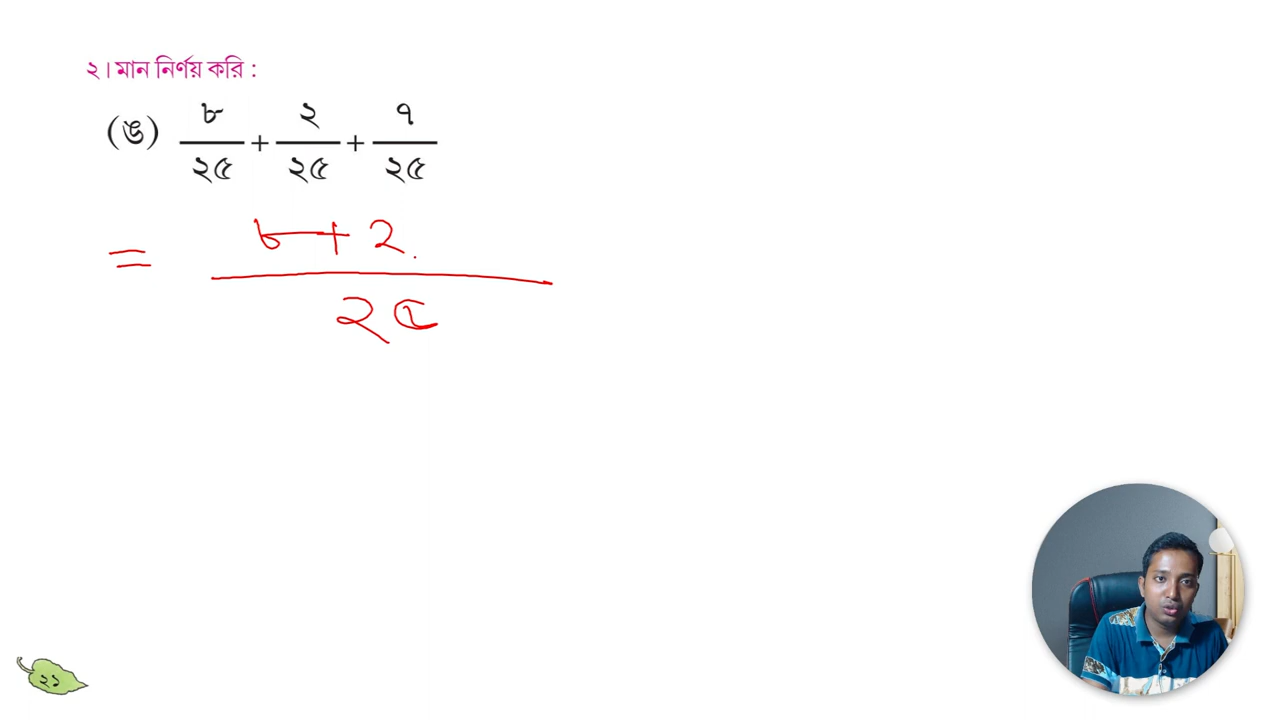 ২। মান নির্ণয় করি :
(ঙ) ৮/২৫ + ২/২৫ + ৭/২৫
= ৮+২/২৫
২১